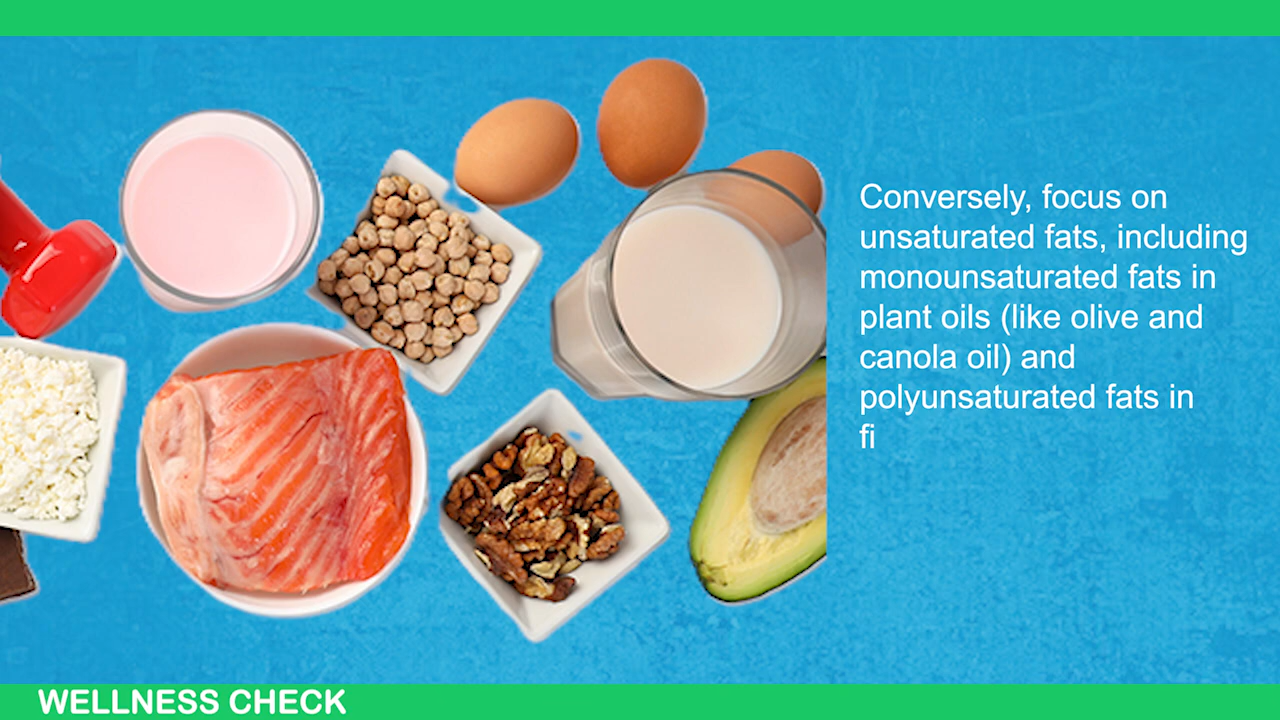 Conversely, focus on
unsaturated fats, including
monounsaturated fats in
plant oils (like olive and
canola oil) and
polyunsaturated fats in
fi
WELLNESS CHECK